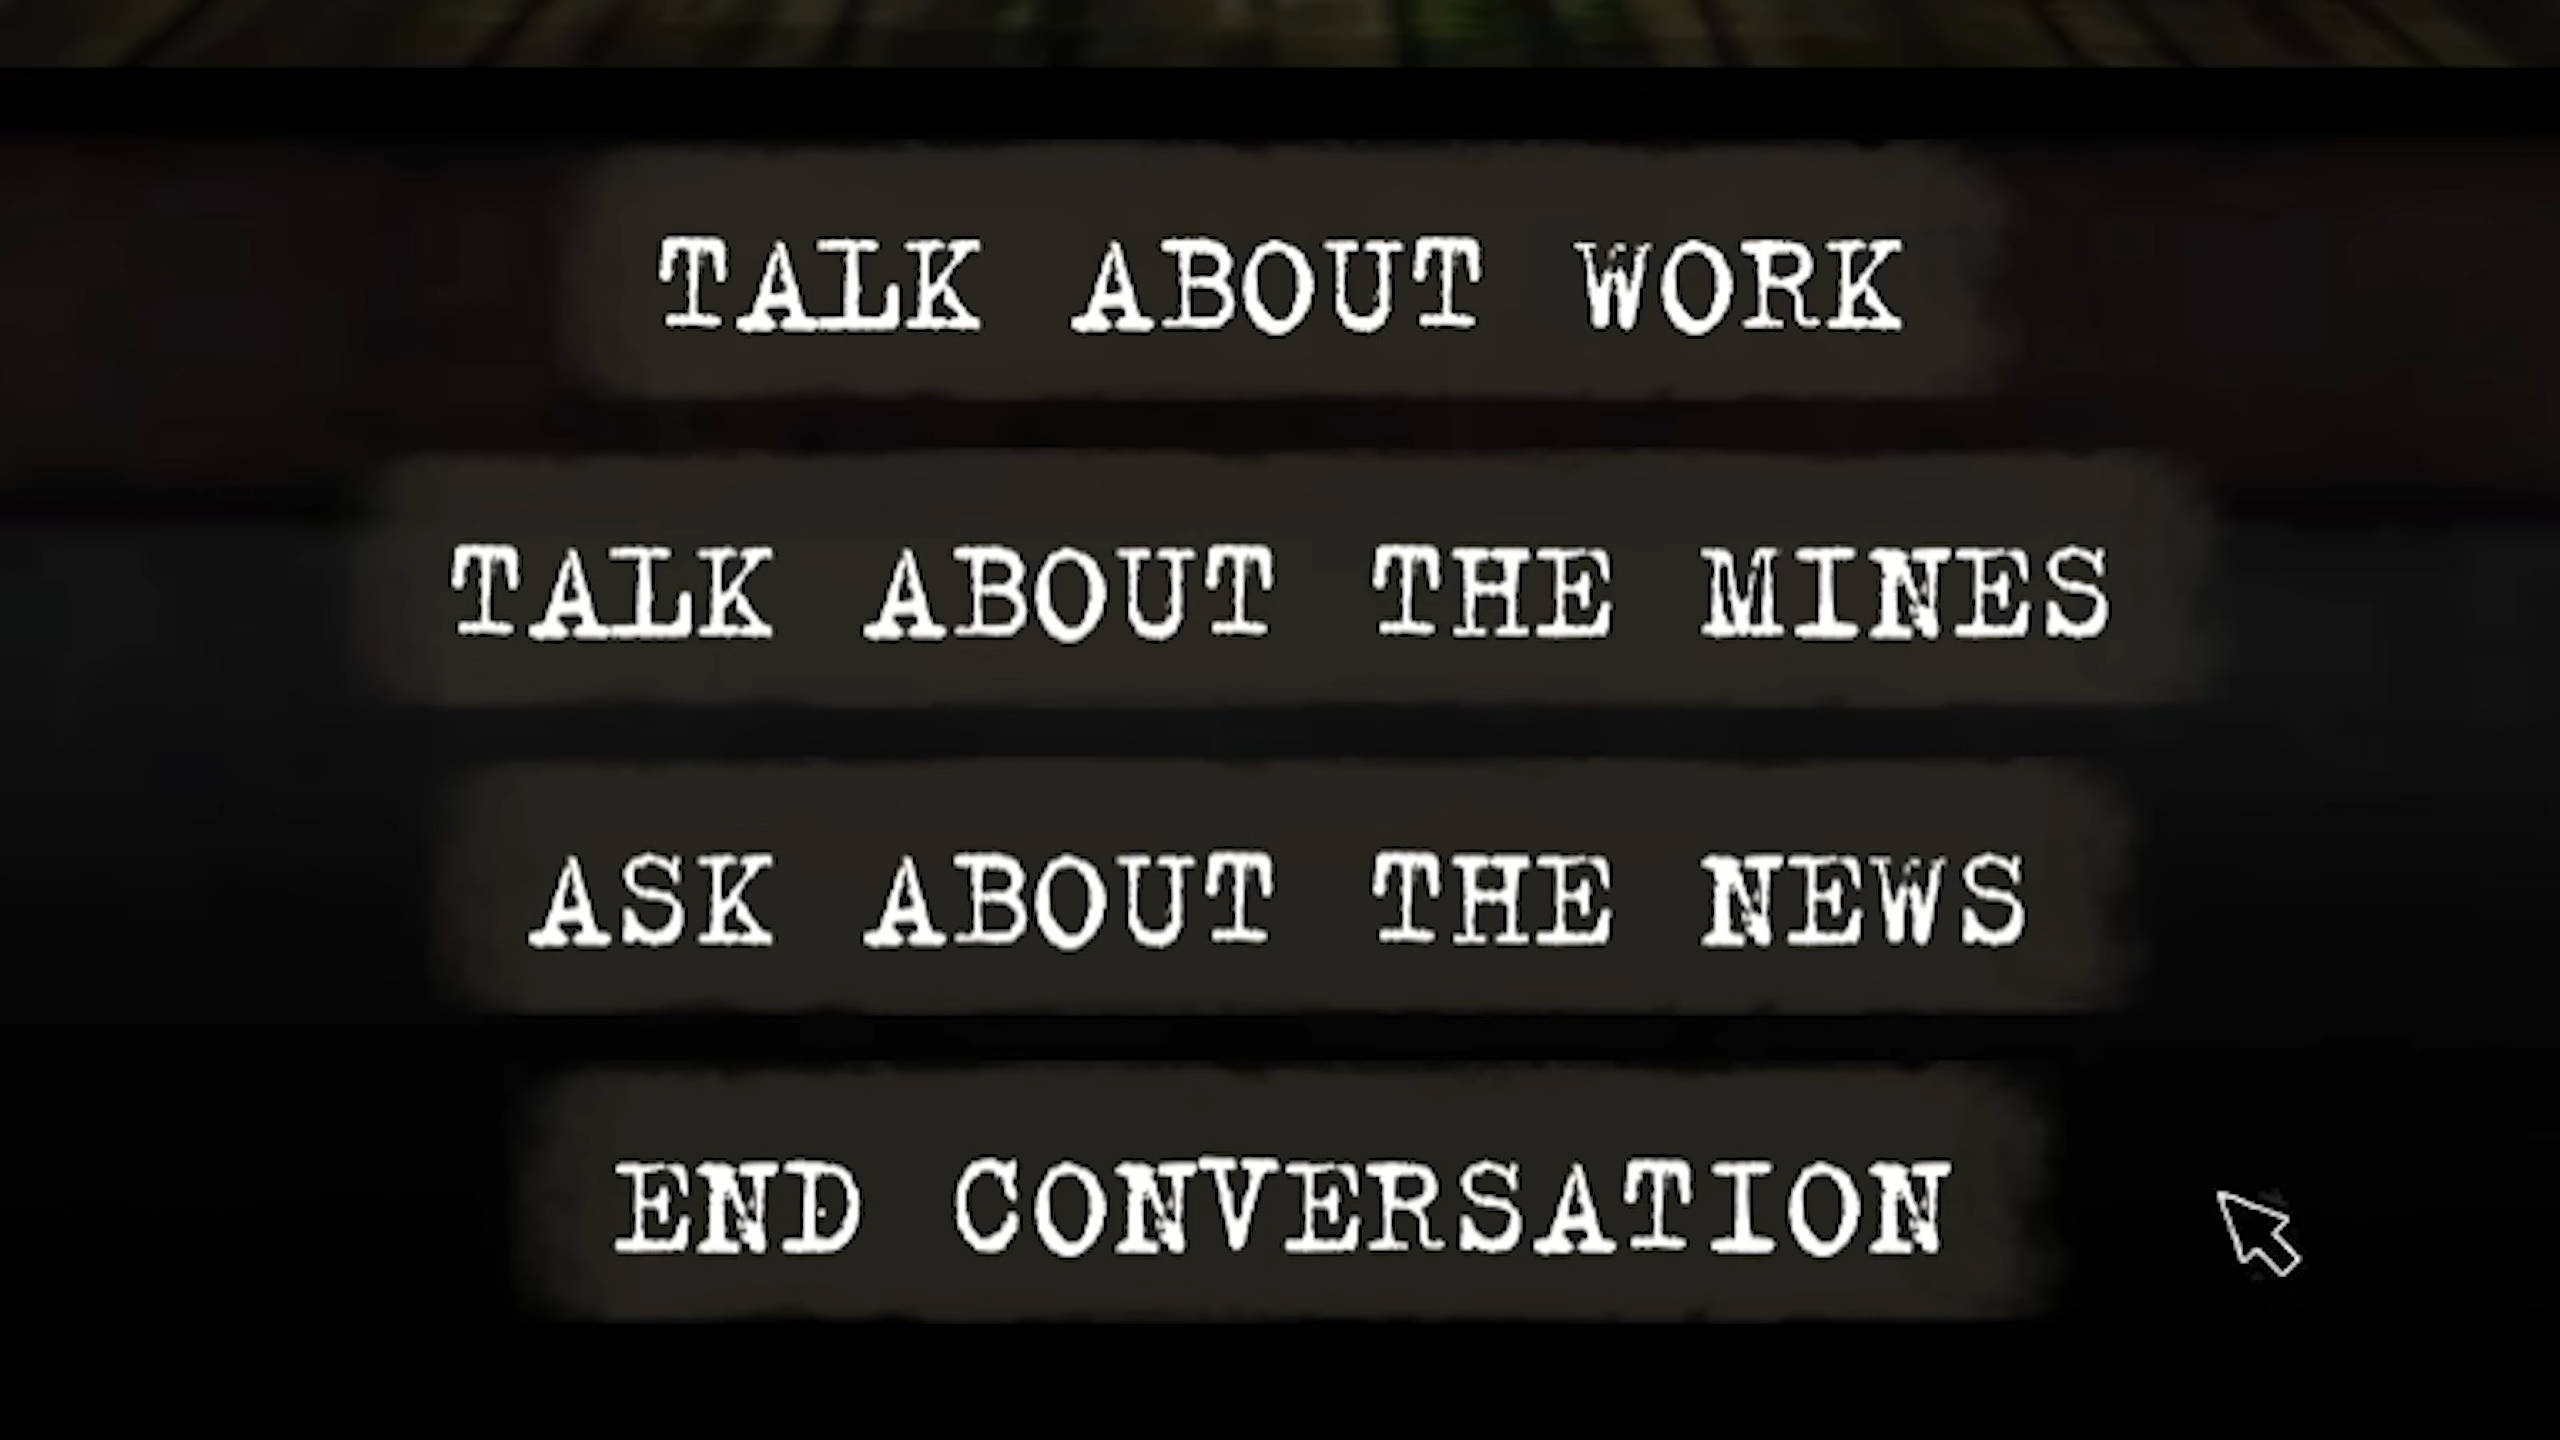 TALK ABOUT WORK
TALK ABOUT THE MINES
ASK ABOUT THE NEWS
END CONVERSATION